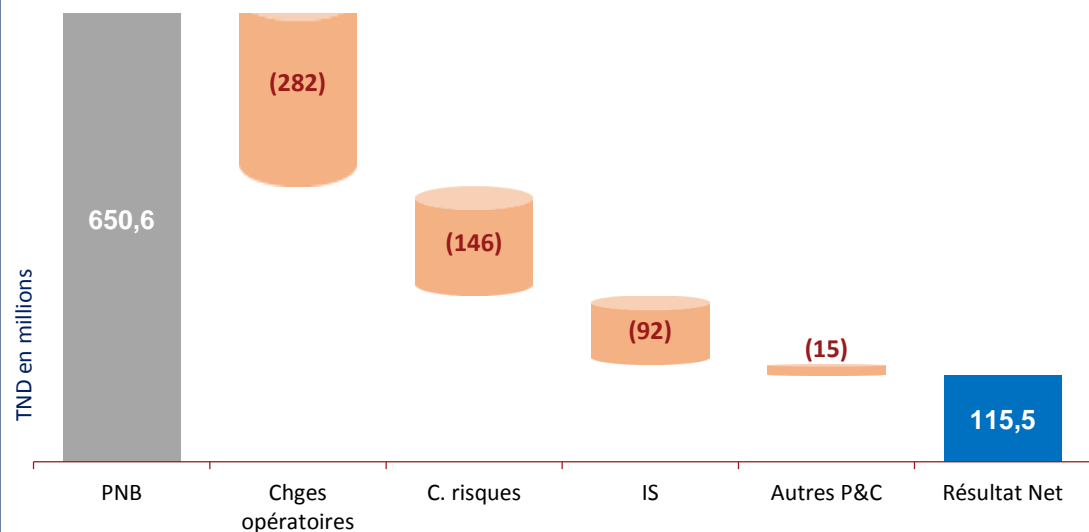 (282)
(146)
650,6
(92)
(15)
115,5
TND en millions
PNB
Chges
opératoires
C. risques
IS
Autres P&C
Résultat Net